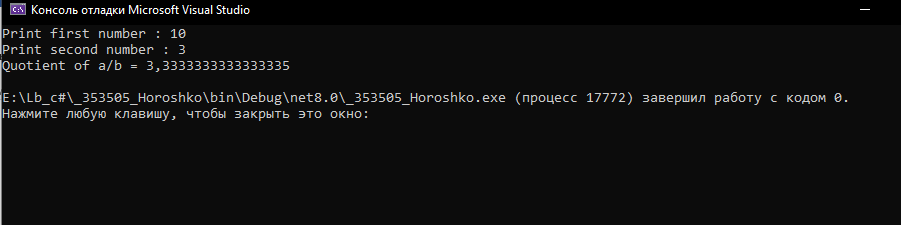 Консоль отладки Microsoft Visual Studio
Print first number : 10
Print second number : 3
Quotient of a/b = 3,3333333333333335
E:\Lb_c#\_353505_Horoshko\bin\Debug\net8.0\_353505_Horoshko.exe (процесс 17772) завершил работу с кодом 0.
Нажмите любую клавишу, чтобы закрыть это окно: